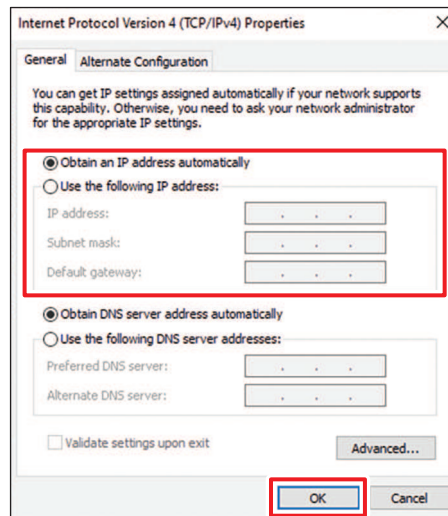 Internet Protocol Version 4 (TCP/IPv4) Properties
General Alternate Configuration
You can get IP settings assigned automatically if your network supports
this capability. Otherwise, you need to ask your network administrator
for the appropriate IP settings.
Obtain an IP address automatically
Use the following IP address:
IP address: . . .
Subnet mask: . . .
Default gateway: . . .
Obtain DNS server address automatically
Use the following DNS server addresses:
Preferred DNS server: . . .
Alternate DNS server: . . .
Validate settings upon exit
Advanced...
OK Cancel